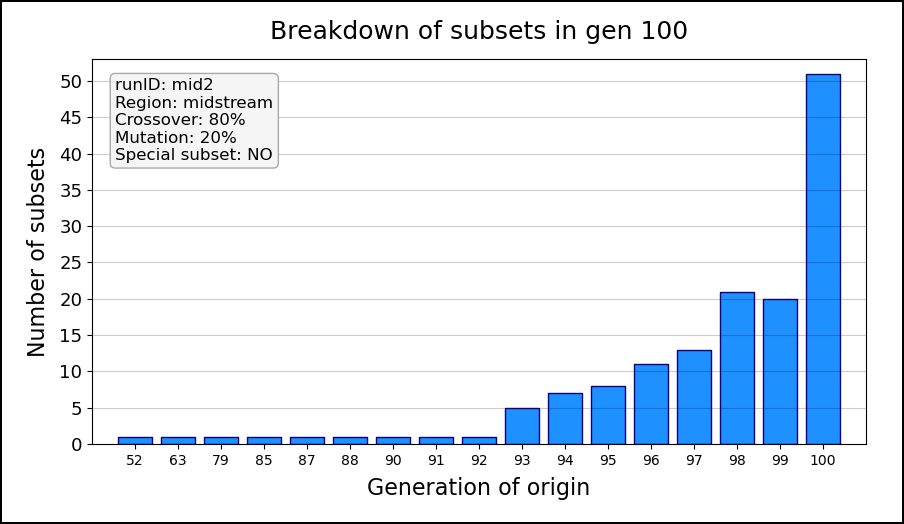 Breakdown of subsets in gen 100
runID: mid2
Region: midstream
Crossover: 80%
Mutation: 20%
Special subset: NO
Number of subsets
50
45
40
35
30
25
20
15
10
5
0
52 63 79 85 87 88 90 91 92 93 94 95 96 97 98 99 100
Generation of origin